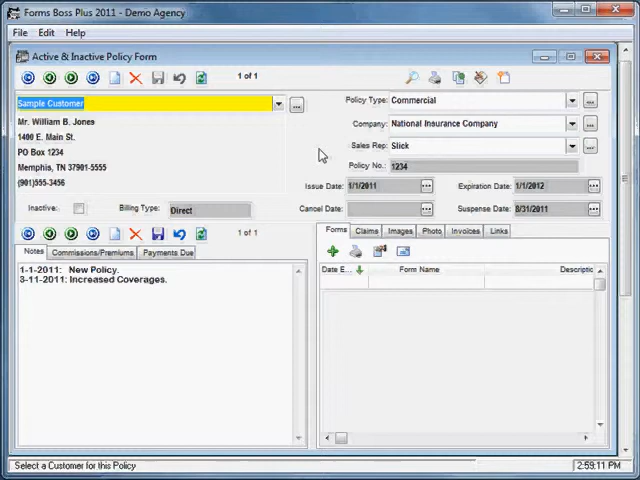 Forms Boss Plus 2011 - Demo Agency
File Edit Help
Active & Inactive Policy Form
1 of 1
Sample Customer
Mr. William B. Jones
1400 E. Main St.
PO Box 1234
Memphis, TN 37901-5555
(901)555-3456
Inactive:
Billing Type: Direct
Policy Type: Commercial
Company: National Insurance Company
Sales Rep: Slick
Policy No.: 1234
Issue Date: 1/1/2011 Expiration Date: 1/1/2012
Cancel Date: Suspense Date: 8/31/2011
1 of 1
Notes Commissions/Premiums Payments Due
1-1-2011: New Policy.
3-11-2011: Increased Coverages.
Forms Claims Images Photo Invoices Links
Date E... Form Name Descriptic
Select a Customer for this Policy
2:59:11 PM